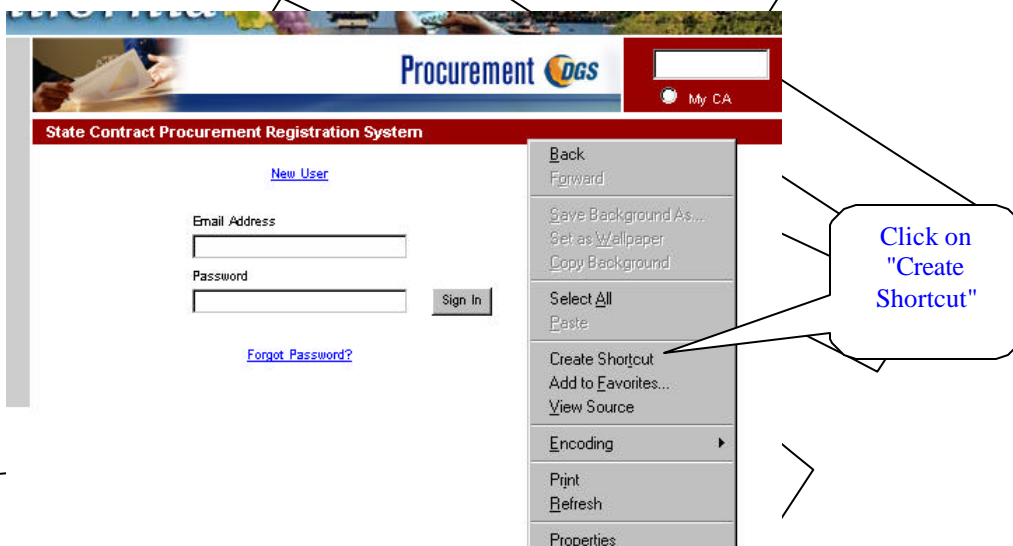 Procurement DGS
My CA
State Contract Procurement Registration System
New User
Email Address
Password
Sign In
Forgot Password?
Back
Forward
Save Background As...
Set as Wallpaper
Copy Background
Select All
Paste
Create Shortcut
Add to Favorites...
View Source
Encoding
Print
Refresh
Properties
Click on
"Create
Shortcut"